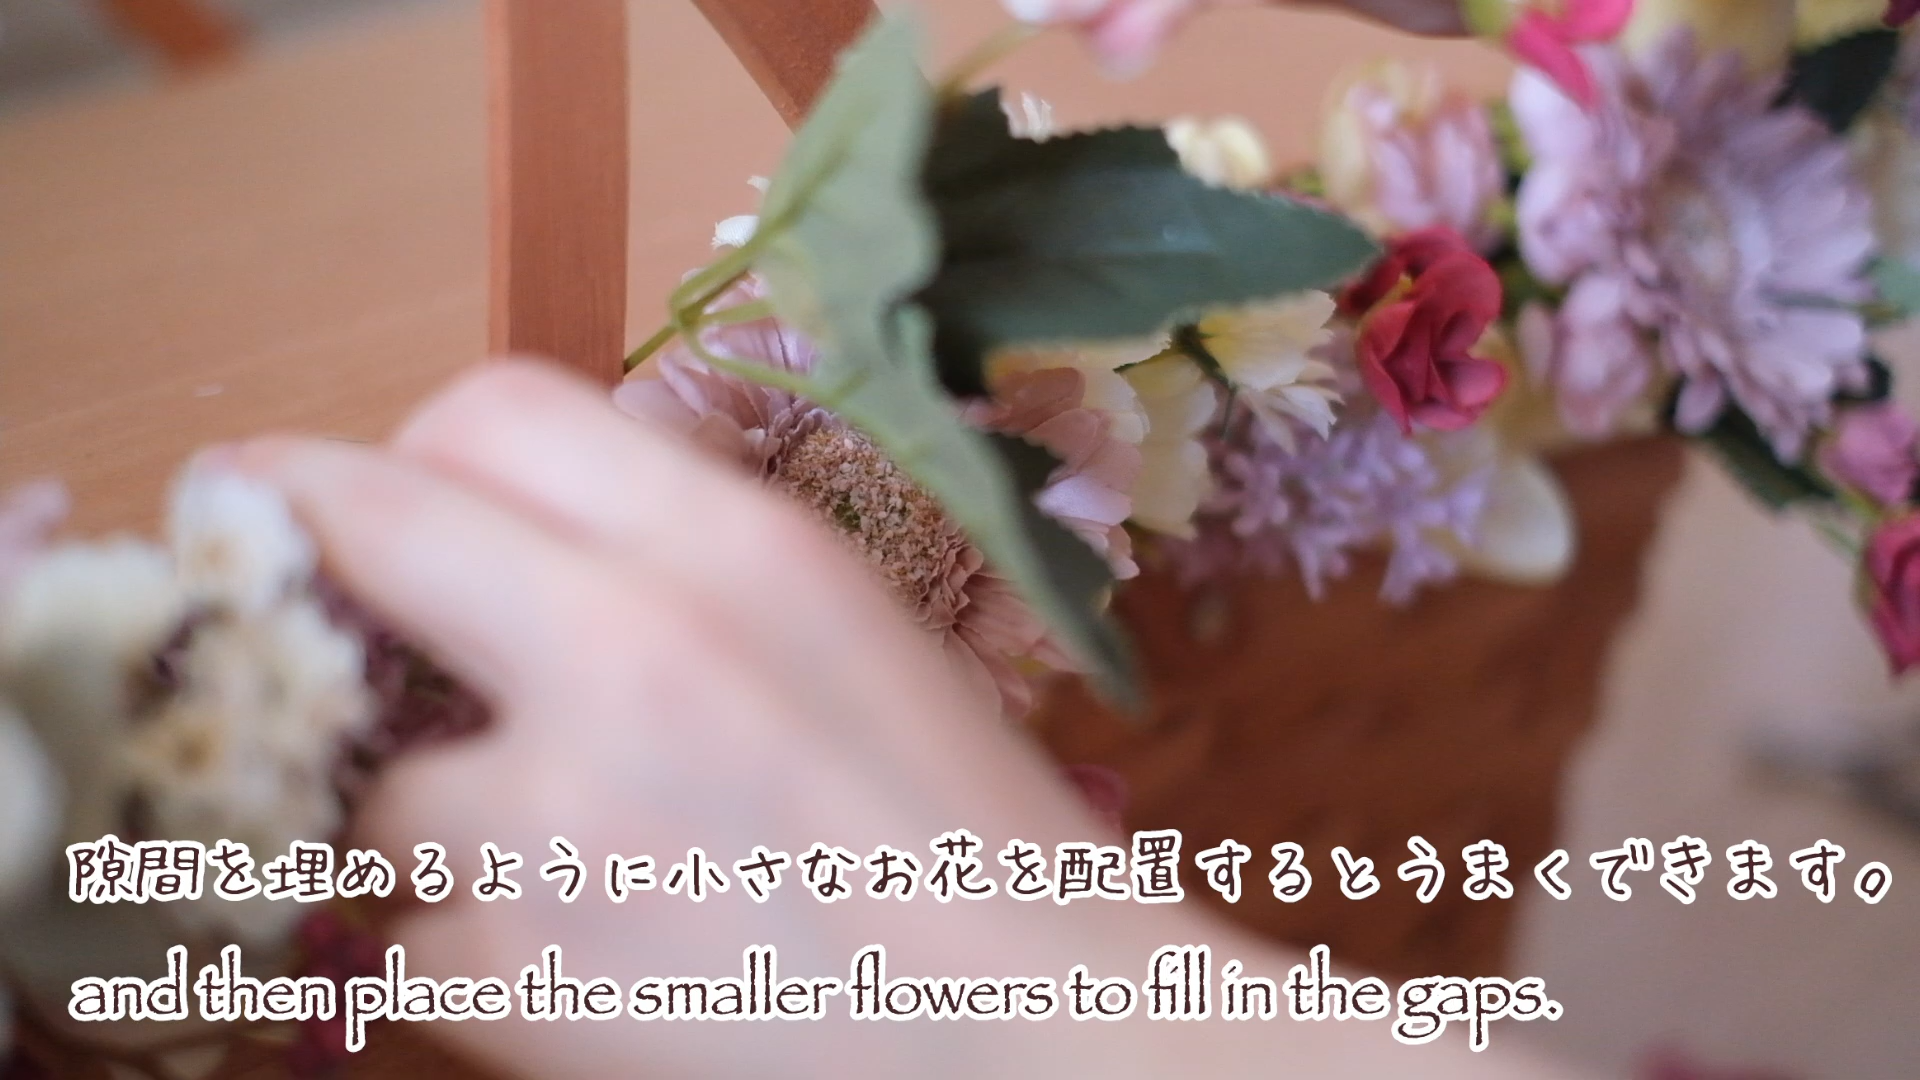 隙間を埋めるように小さなお花を配置するとうまくできます。
and then place the smaller flowers to fill in the gaps.